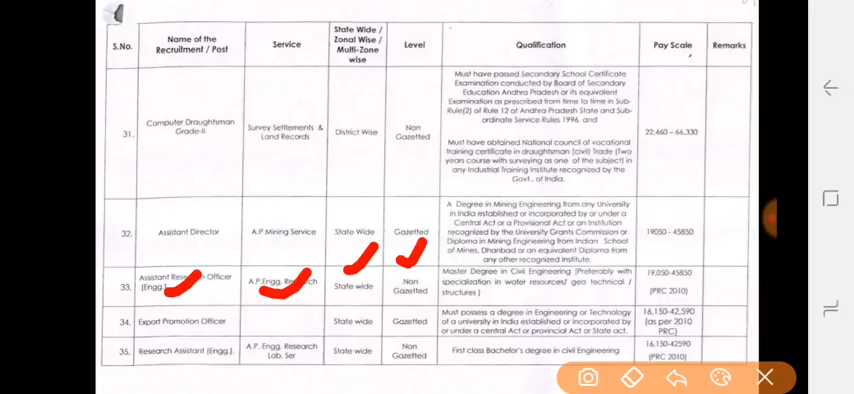 S.No.
Name of the
Recruitment / Post
Service
State Wide /
Zonal Wise /
Multi-Zone
wise
Level
Qualification
Pay Scale
Remarks
31.
Computer Draughtsman
Grade-II
Survey Settlements &
Land Records
District Wise
Non
Gazetted
Must have passed Secondary School Certificate
Examination conducted by Board of Secondary
Education Andhra Pradesh or its equivalent
Examination as prescribed from time to time in Sub-
Rule(2) of Rule 12 of Andhra Pradesh State and Sub-
ordinate Service Rules 1996, and
Must have obtained National council of vocational
training certificate in draughtsman (civil) Trade (Two
years course with surveying as one of the subject) in
any Industrial Training Institute recognized by the
Govt., of India.
22,460 – 66,330
32.
Assistant Director
A.P Mining Service
State Wide
Gazetted
A Degree in Mining Engineering from any University
in India established or incorporated by or under a
Central Act or a Provisional Act or an Institution
recognized by the University Grants Commission or
Diploma in Mining Engineering from Indian School
of Mines, Dhanbad or an equivalent Diploma from
any other recognized Institute.
19050 - 45850
33.
Assistant Officer
(Engg.)
A.P.Engg.
State wide
Non
Gazetted
Master Degree in Civil Engineering (Preferably with
specialization in water resources/ geo technical /
structures )
19,050-45850
(PRC 2010)
34.
Export Promotion Officer
State wide
Gazetted
Must possess a degree in Engineering or Technology
of a university in India established or incorporated by
or under a central Act or provincial Act or State act.
16,150-42,590
(as per 2010
PRC)
35.
Research Assistant (Engg.).
A.P. Engg. Research
Lab. Ser
State wide
Non
Gazetted
First class Bachelor's degree in civil Engineering
16,150-42590
(PRC 2010)